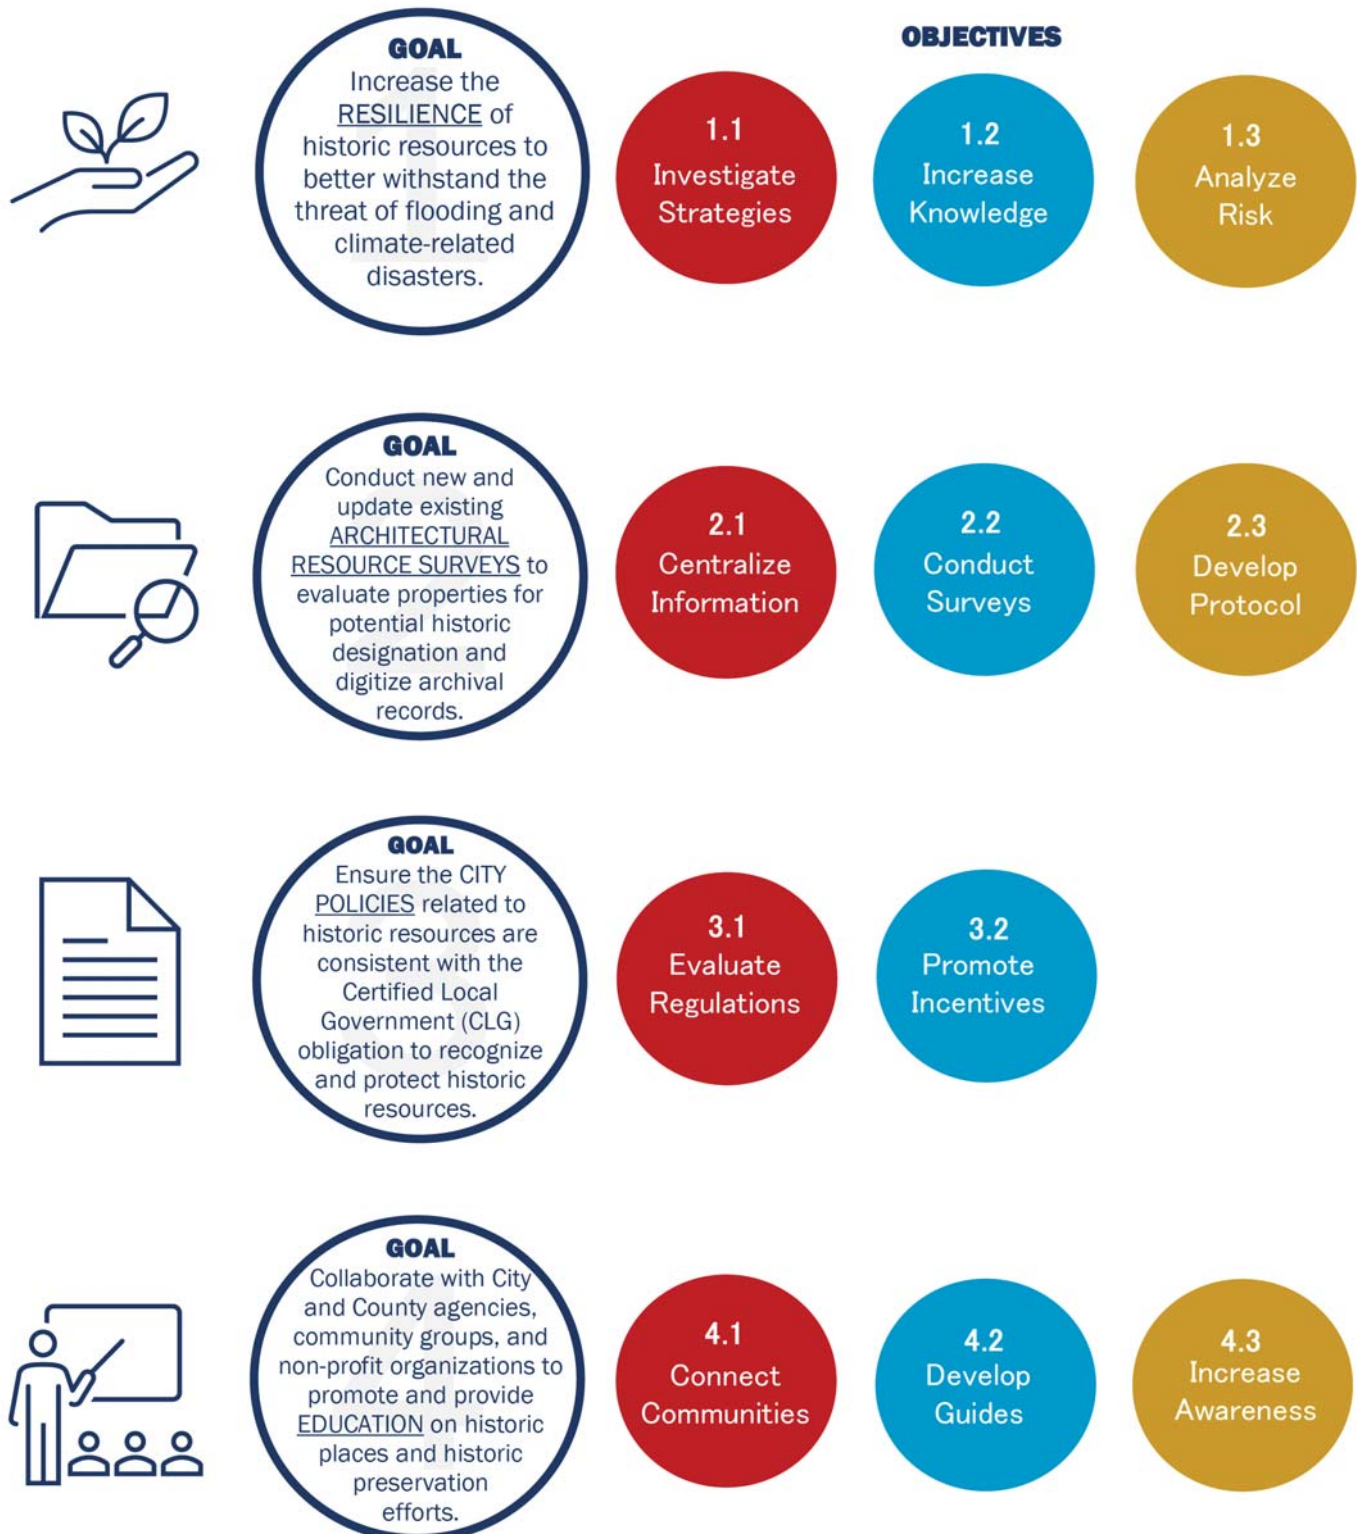 OBJECTIVES
GOAL
1
Increase the
RESILIENCE of
historic resources to
better withstand the
threat of flooding and
climate-related
disasters.
1.1
Investigate
Strategies
1.2
Increase
Knowledge
1.3
Analyze
Risk
GOAL
2
Conduct new and
update existing
ARCHITECTURAL
RESOURCE SURVEYS to
evaluate properties for
potential historic
designation and
digitize archival
records.
2.1
Centralize
Information
2.2
Conduct
Surveys
2.3
Develop
Protocol
GOAL
3
Ensure the CITY
POLICIES related to
historic resources are
consistent with the
Certified Local
Government (CLG)
obligation to recognize
and protect historic
resources.
3.1
Evaluate
Regulations
3.2
Promote
Incentives
GOAL
4
Collaborate with City
and County agencies,
community groups, and
non-profit organizations to
promote and provide
EDUCATION on historic
places and historic
preservation
efforts.
4.1
Connect
Communities
4.2
Develop
Guides
4.3
Increase
Awareness